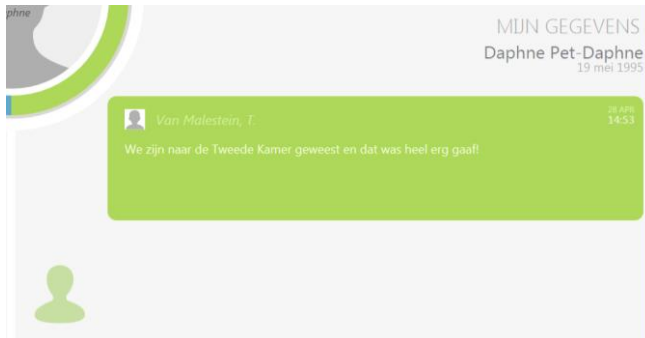 phne
MIJN GEGEVENS
Daphne Pet-Daphne
19 mei 1995
Van Malestein, T.
28 APR
14:53
We zijn naar de Tweede Kamer geweest en dat was heel erg gaaf!